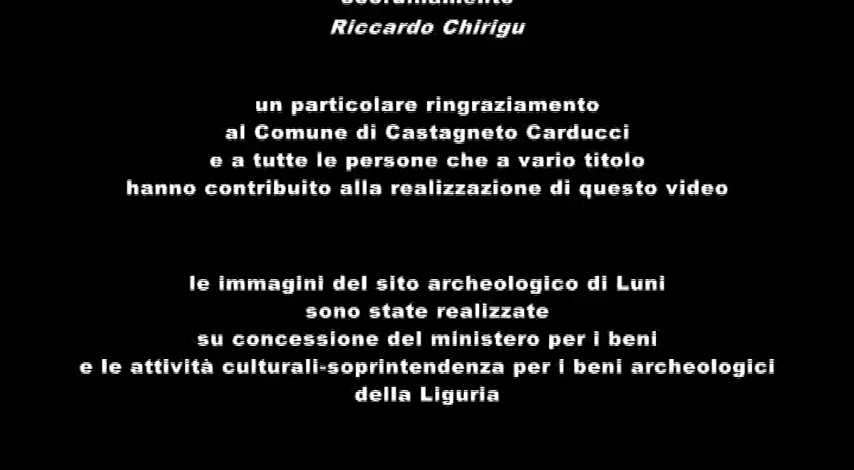 coordinamento
Riccardo Chirigu
un particolare ringraziamento
al Comune di Castagneto Carducci
e a tutte le persone che a vario titolo
hanno contribuito alla realizzazione di questo video
le immagini del sito archeologico di Luni
sono state realizzate
su concessione del ministero per i beni
e le attività culturali-soprintendenza per i beni archeologici
della Liguria